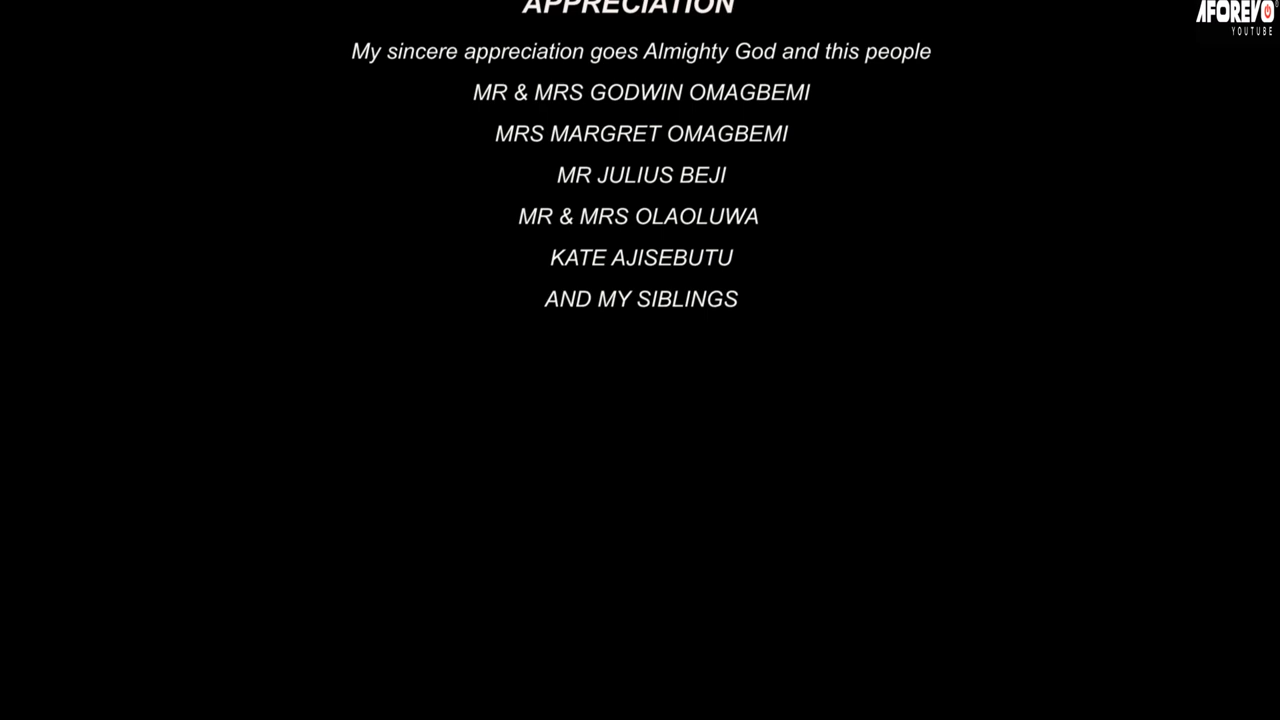 APPRECIATION
My sincere appreciation goes Almighty God and this people
MR & MRS GODWIN OMAGBEMI
MRS MARGRET OMAGBEMI
MR JULIUS BEJI
MR & MRS OLAOLUWA
KATE AJISEBUTU
AND MY SIBLINGS
AFOREVO
YOUTUBE